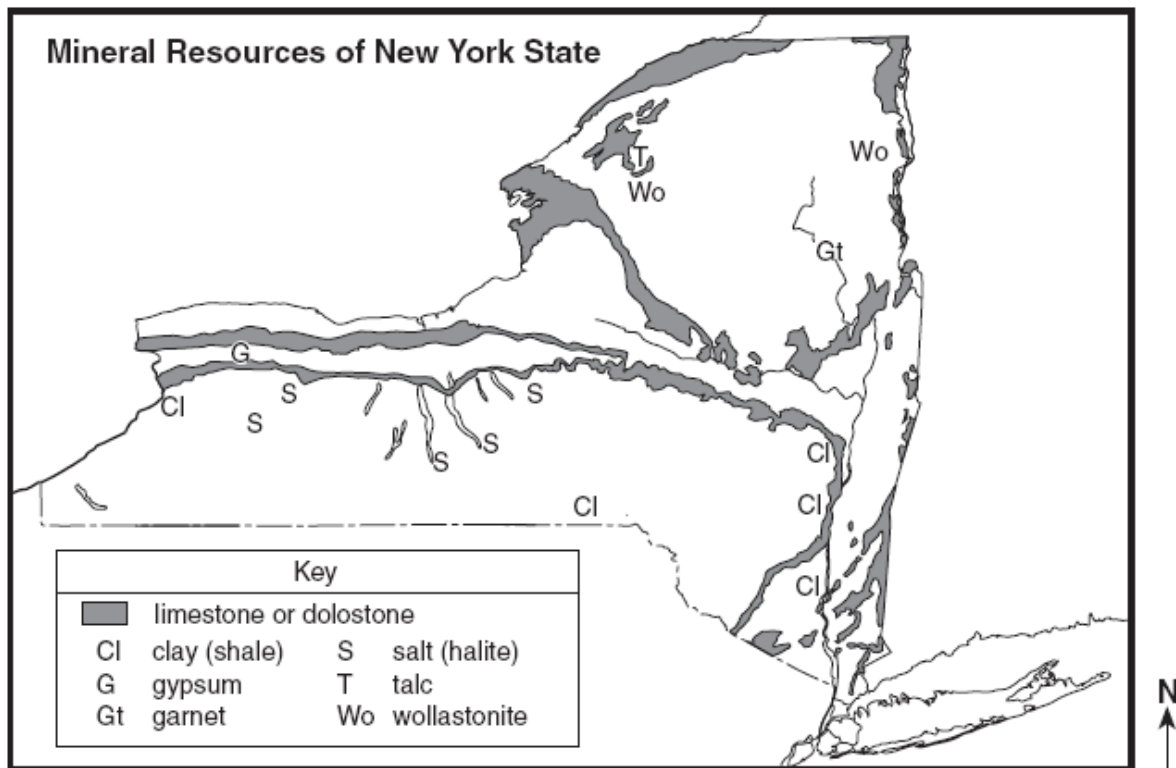 Mineral Resources of New York State
T
Wo
Wo
Gt
G
Cl
S
S
S
S
S
Cl
Cl
Cl
Cl
Key
limestone or dolostone
Cl clay (shale) S salt (halite)
G gypsum T talc
Gt garnet Wo wollastonite
N